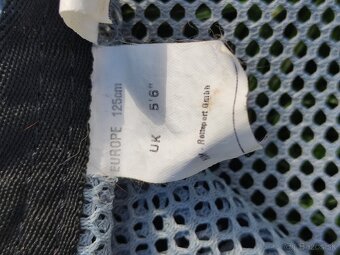 EUROPE 125cm
UK 5'6"
Reitsport GmbH